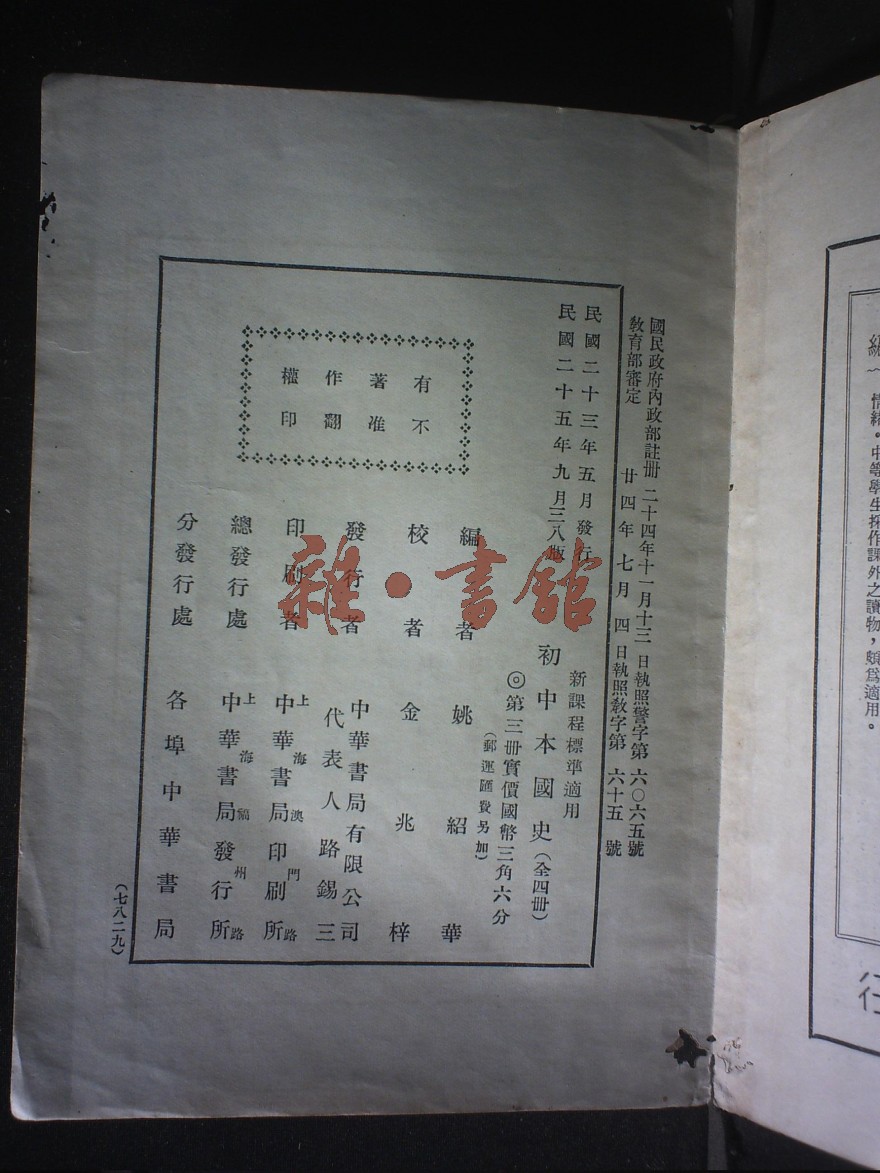 國民政府內政部註册 二十四年十一月十三 日執照警字第 六〇六五號
教育部審定 廿四年 七月 四 日執照教字第 六十五 號
民國二十三年五月發行
民國二十五年九月三八版
新課程標準適用
初中本國史（全四册）
◎第三册實價國幣三角六分
（郵運匯費另加）
有著作權
不准翻印
編者 姚紹華
校者 金兆梓
發行者 中華書局有限公司
代表人 路錫三
印刷者 上海澳門路
中華書局印刷所
總發行處 上海福州路
中華書局發行所
分發行處 各埠中華書局
（七八二九）
雜·書館
情緒。中等學生採作課外之讀物，頗爲適用。